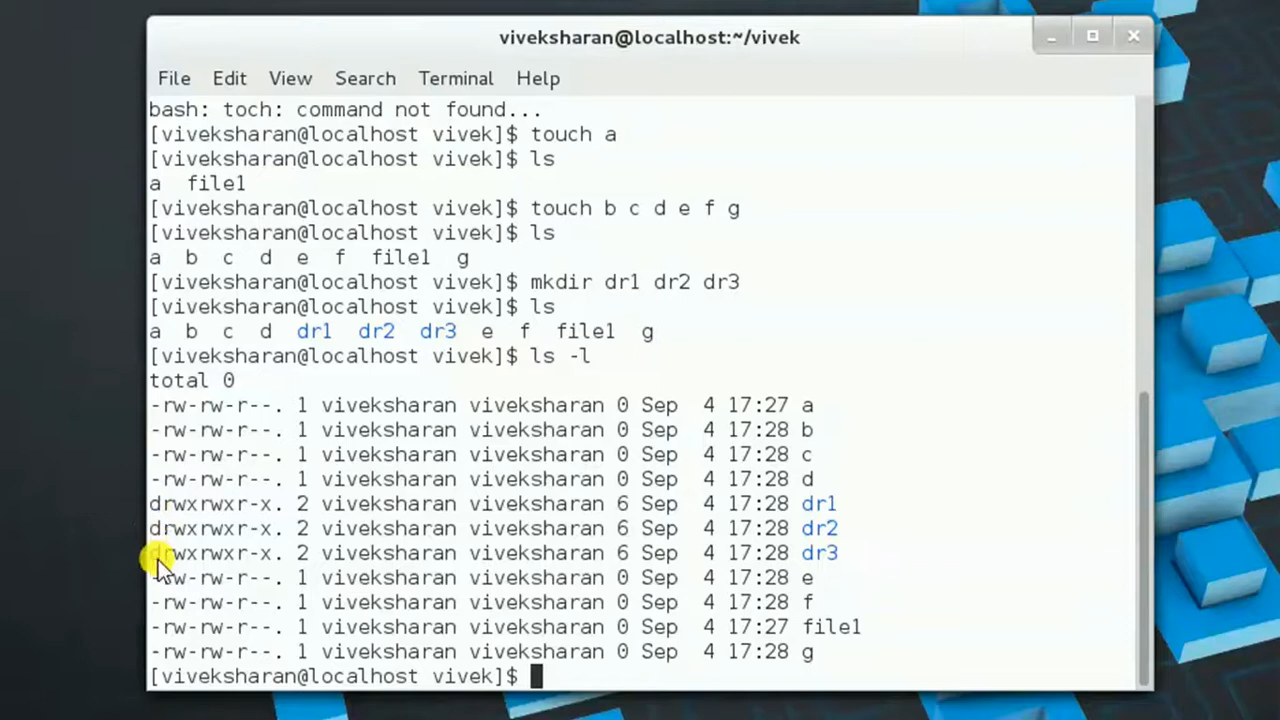 viveksharan@localhost:~/vivek
File Edit View Search Terminal Help
bash: toch: command not found...
[viveksharan@localhost vivek]$ touch a
[viveksharan@localhost vivek]$ ls
a  file1
[viveksharan@localhost vivek]$ touch b c d e f g
[viveksharan@localhost vivek]$ ls
a  b  c  d  e  f  file1  g
[viveksharan@localhost vivek]$ mkdir dr1 dr2 dr3
[viveksharan@localhost vivek]$ ls
a  b  c  d  dr1  dr2  dr3  e  f  file1  g
[viveksharan@localhost vivek]$ ls -l
total 0
-rw-rw-r--. 1 viveksharan viveksharan 0 Sep  4 17:27 a
-rw-rw-r--. 1 viveksharan viveksharan 0 Sep  4 17:28 b
-rw-rw-r--. 1 viveksharan viveksharan 0 Sep  4 17:28 c
-rw-rw-r--. 1 viveksharan viveksharan 0 Sep  4 17:28 d
drwxrwxr-x. 2 viveksharan viveksharan 6 Sep  4 17:28 dr1
drwxrwxr-x. 2 viveksharan viveksharan 6 Sep  4 17:28 dr2
drwxrwxr-x. 2 viveksharan viveksharan 6 Sep  4 17:28 dr3
-rw-rw-r--. 1 viveksharan viveksharan 0 Sep  4 17:28 e
-rw-rw-r--. 1 viveksharan viveksharan 0 Sep  4 17:28 f
-rw-rw-r--. 1 viveksharan viveksharan 0 Sep  4 17:27 file1
-rw-rw-r--. 1 viveksharan viveksharan 0 Sep  4 17:28 g
[viveksharan@localhost vivek]$